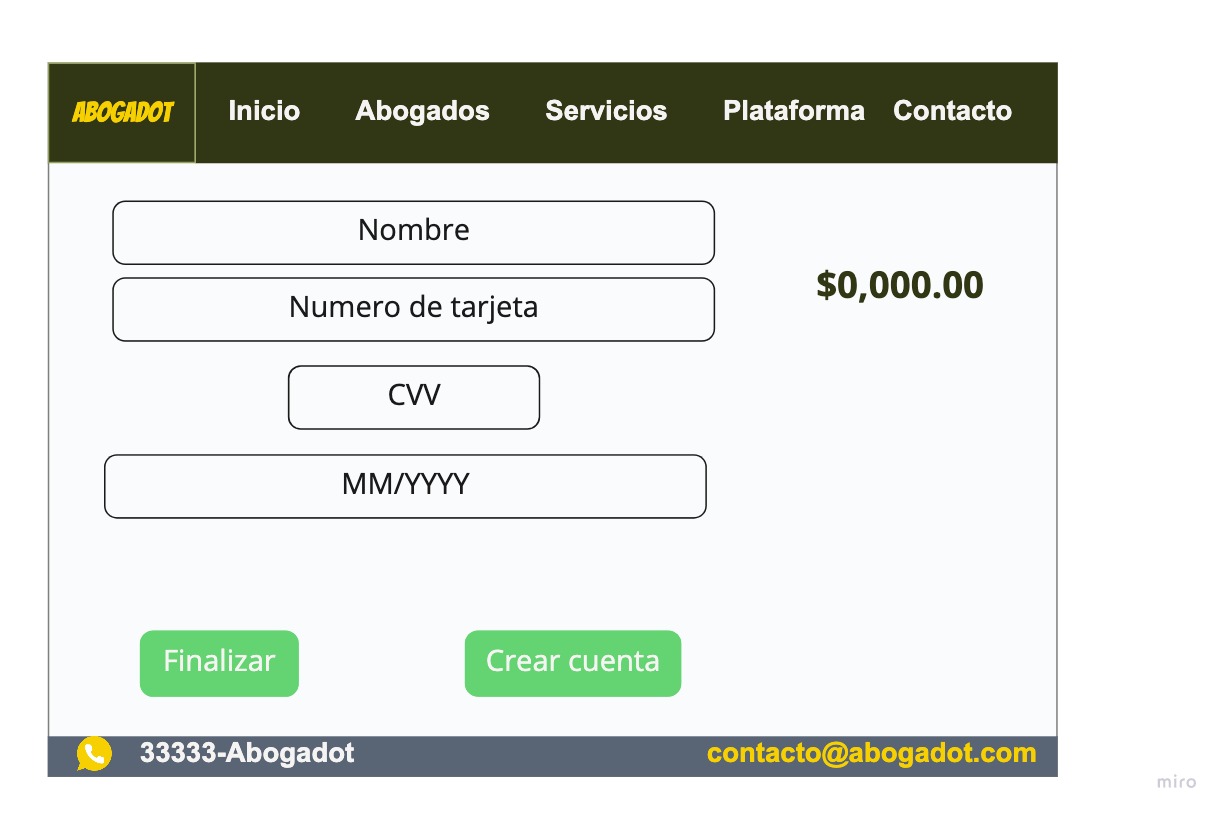 ABOGADOT Inicio Abogados Servicios Plataforma Contacto
Nombre
Numero de tarjeta
$0,000.00
CVV
MM/YYYY
Finalizar Crear cuenta
33333-Abogadot contacto@abogadot.com
miro